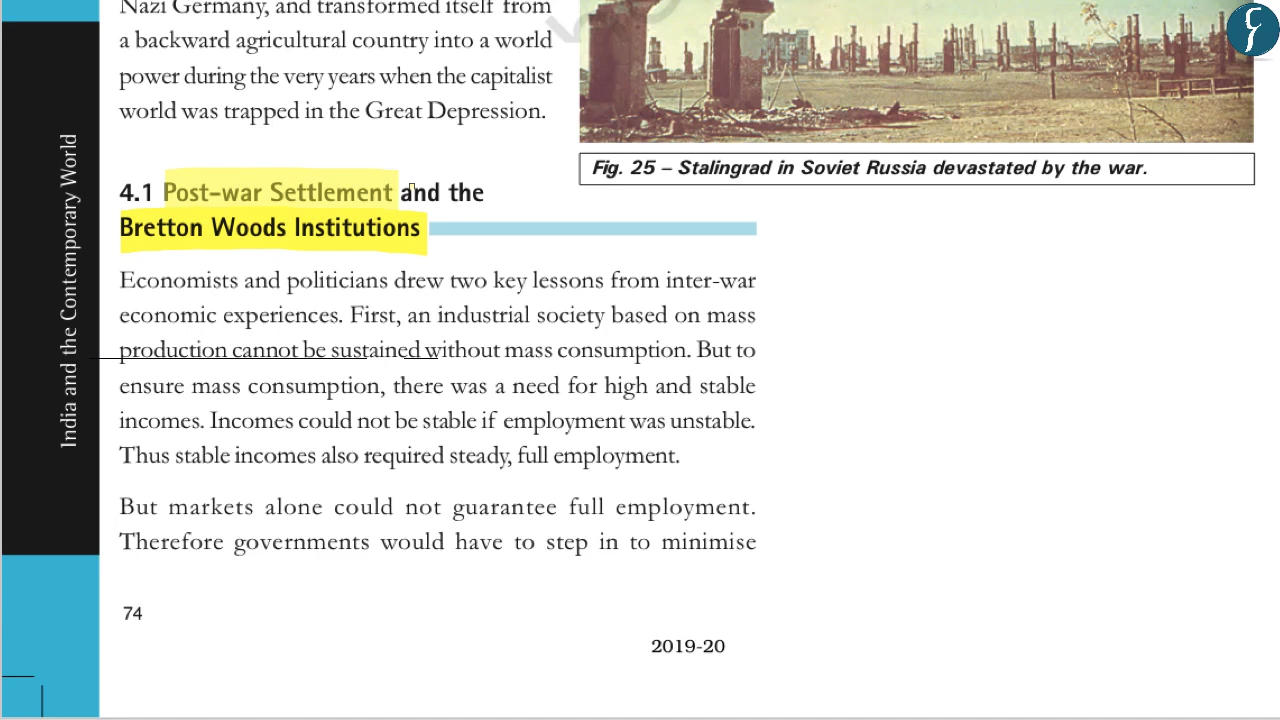 Nazi Germany, and transformed itself from
a backward agricultural country into a world
power during the very years when the capitalist
world was trapped in the Great Depression.
Fig. 25 – Stalingrad in Soviet Russia devastated by the war.
4.1 Post-war Settlement and the
Bretton Woods Institutions
Economists and politicians drew two key lessons from inter-war
economic experiences. First, an industrial society based on mass
production cannot be sustained without mass consumption. But to
ensure mass consumption, there was a need for high and stable
incomes. Incomes could not be stable if employment was unstable.
Thus stable incomes also required steady, full employment.
But markets alone could not guarantee full employment.
Therefore governments would have to step in to minimise
74
2019-20
India and the Contemporary World